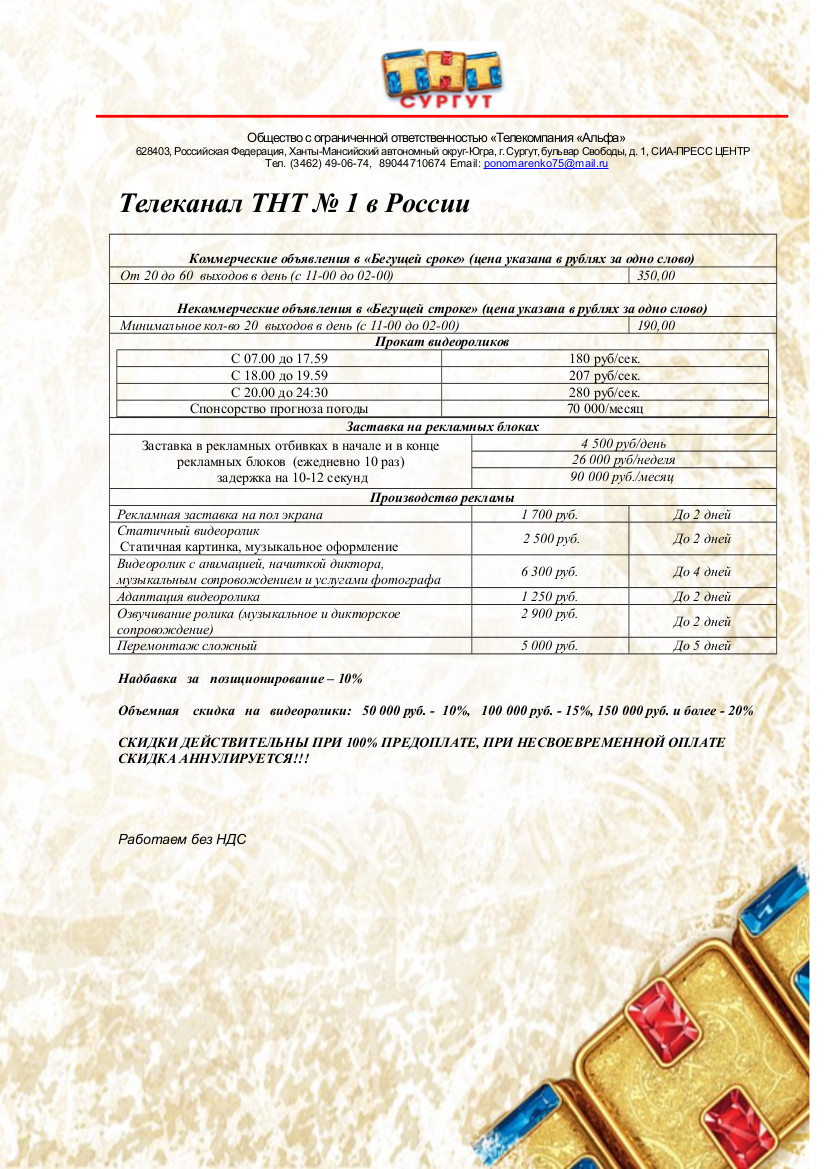 ТНТ
СУРГУТ
Общество с ограниченной ответственностью «Телекомпания «Альфа»
628403, Российская Федерация, Ханты-Мансийский автономный округ-Югра, г. Сургут, бульвар Свободы, д. 1, СИА-ПРЕСС ЦЕНТР
Тел. (3462) 49-06-74, 89044710674 Email: ponomarenko75@mail.ru
Телеканал ТНТ № 1 в России
Коммерческие объявления в «Бегущей сроке» (цена указана в рублях за одно слово)
От 20 до 60 выходов в день (с 11-00 до 02-00) 350,00
Некоммерческие объявления в «Бегущей строке» (цена указана в рублях за одно слово)
Минимальное кол-во 20 выходов в день (с 11-00 до 02-00) 190,00
Прокат видеороликов
С 07.00 до 17.59 180 руб/сек.
С 18.00 до 19.59 207 руб/сек.
С 20.00 до 24:30 280 руб/сек.
Спонсорство прогноза погоды 70 000/месяц
Заставка на рекламных блоках
Заставка в рекламных отбивках в начале и в конце
рекламных блоков (ежедневно 10 раз)
задержка на 10-12 секунд
4 500 руб/день
26 000 руб/неделя
90 000 руб./месяц
Производство рекламы
Рекламная заставка на пол экрана 1 700 руб. До 2 дней
Статичный видеоролик
Статичная картинка, музыкальное оформление
2 500 руб. До 2 дней
Видеоролик с анимацией, начиткой диктора,
музыкальным сопровождением и услугами фотографа
6 300 руб. До 4 дней
Адаптация видеоролика 1 250 руб. До 2 дней
Озвучивание ролика (музыкальное и дикторское
сопровождение)
2 900 руб. До 2 дней
Перемонтаж сложный 5 000 руб. До 5 дней
Надбавка за позиционирование – 10%
Объемная скидка на видеоролики: 50 000 руб. - 10%, 100 000 руб. - 15%, 150 000 руб. и более - 20%
СКИДКИ ДЕЙСТВИТЕЛЬНЫ ПРИ 100% ПРЕДОПЛАТЕ, ПРИ НЕСВОЕВРЕМЕННОЙ ОПЛАТЕ
СКИДКА АННУЛИРУЕТСЯ!!!
Работаем без НДС